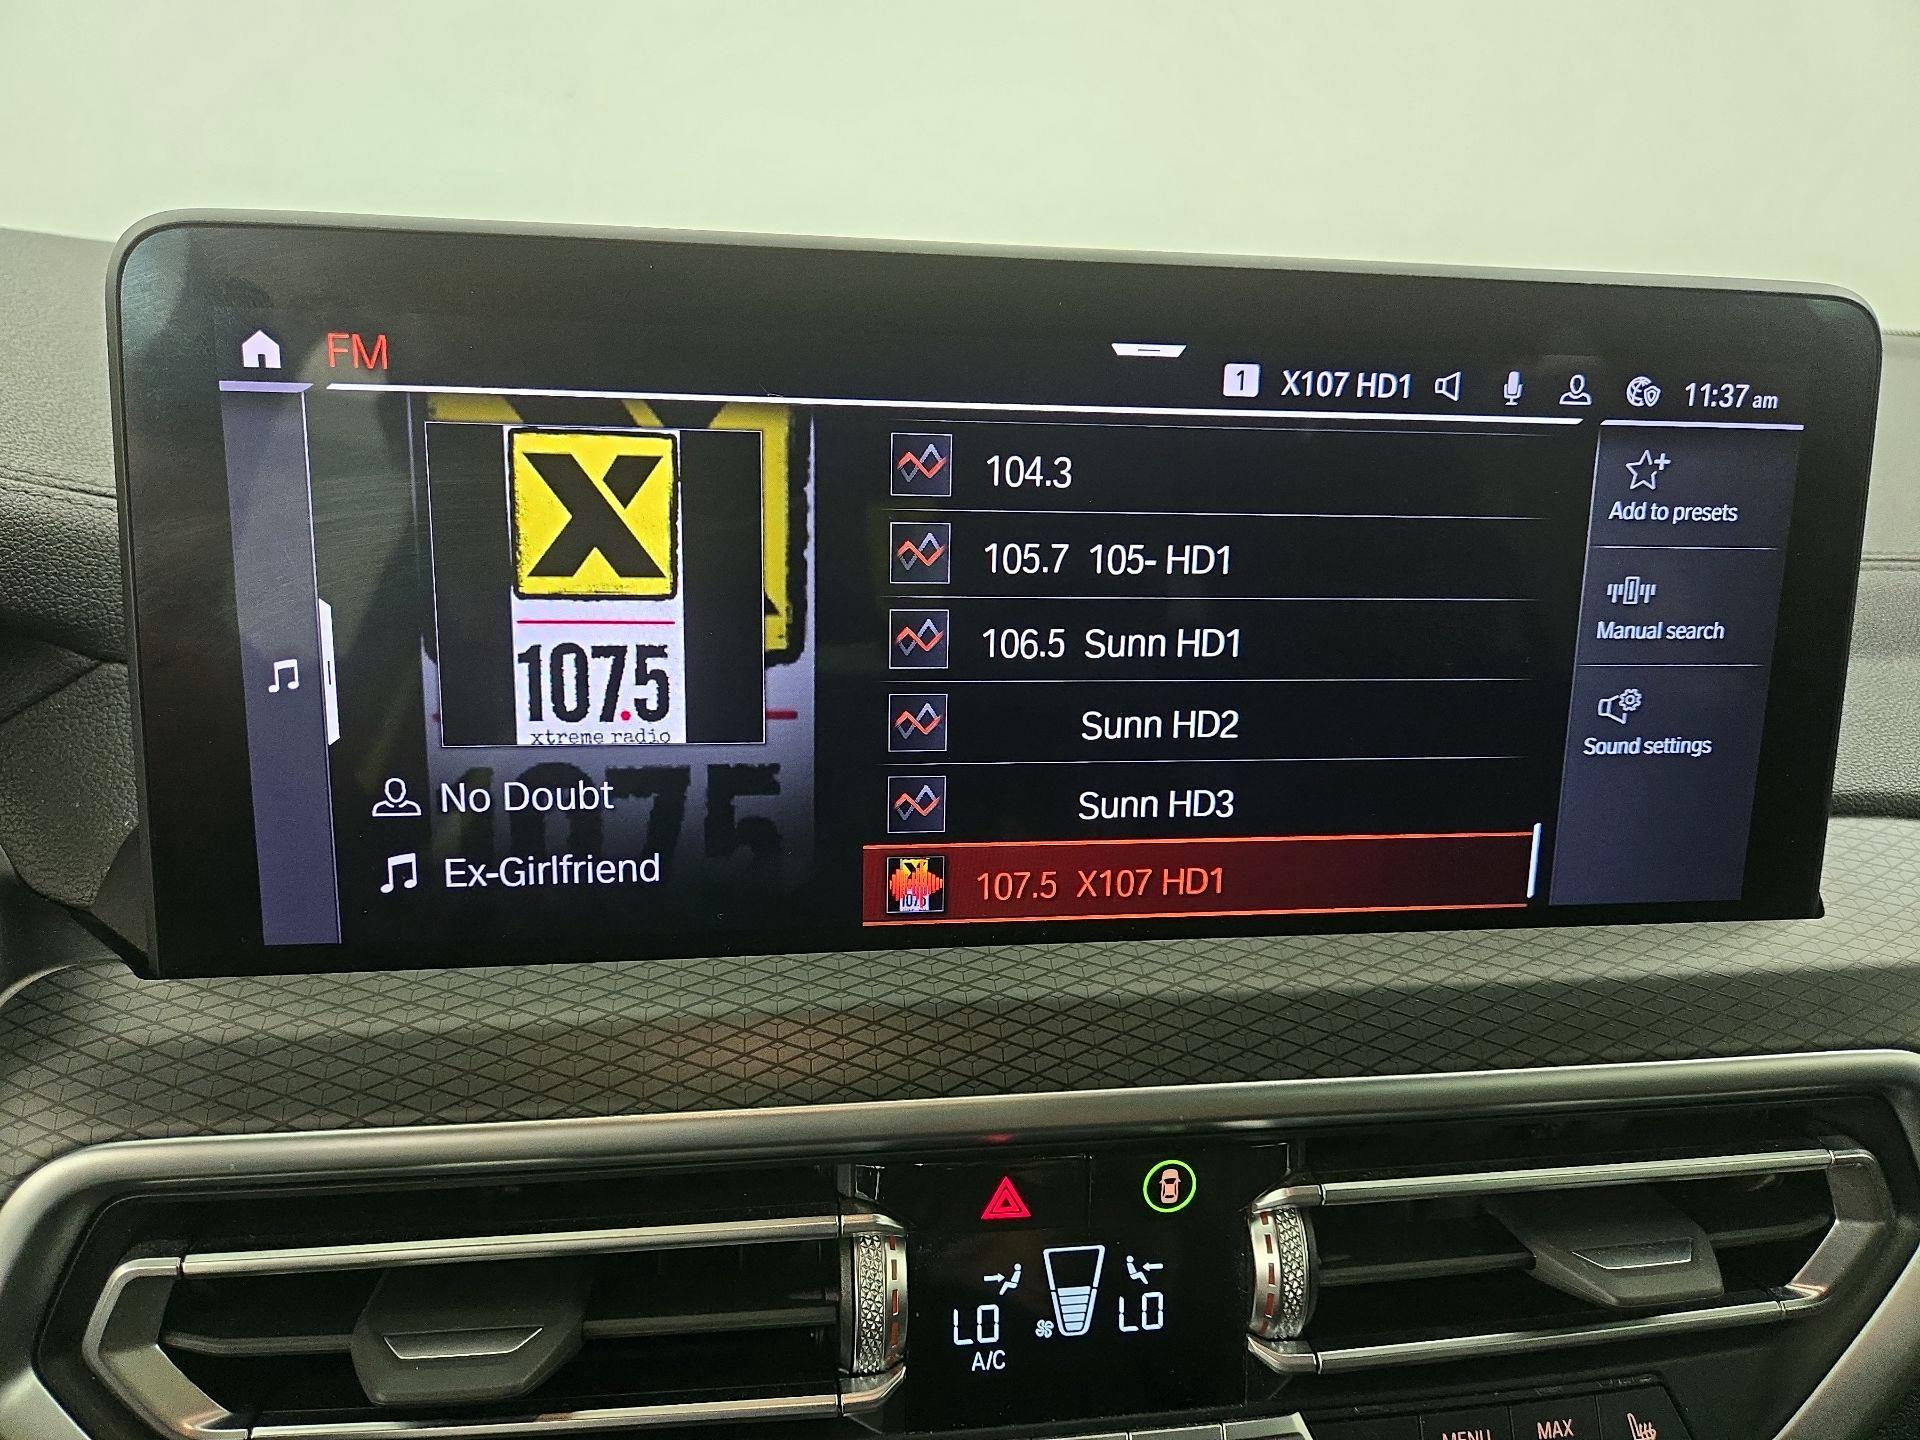 FM
1 X107 HD1 11:37 am
X
107.5
xtreme radio
No Doubt
Ex-Girlfriend
104.3
105.7 105- HD1
106.5 Sunn HD1
Sunn HD2
Sunn HD3
107.5 X107 HD1
Add to presets
Manual search
Sound settings
LO LO
A/C
MENU MAX